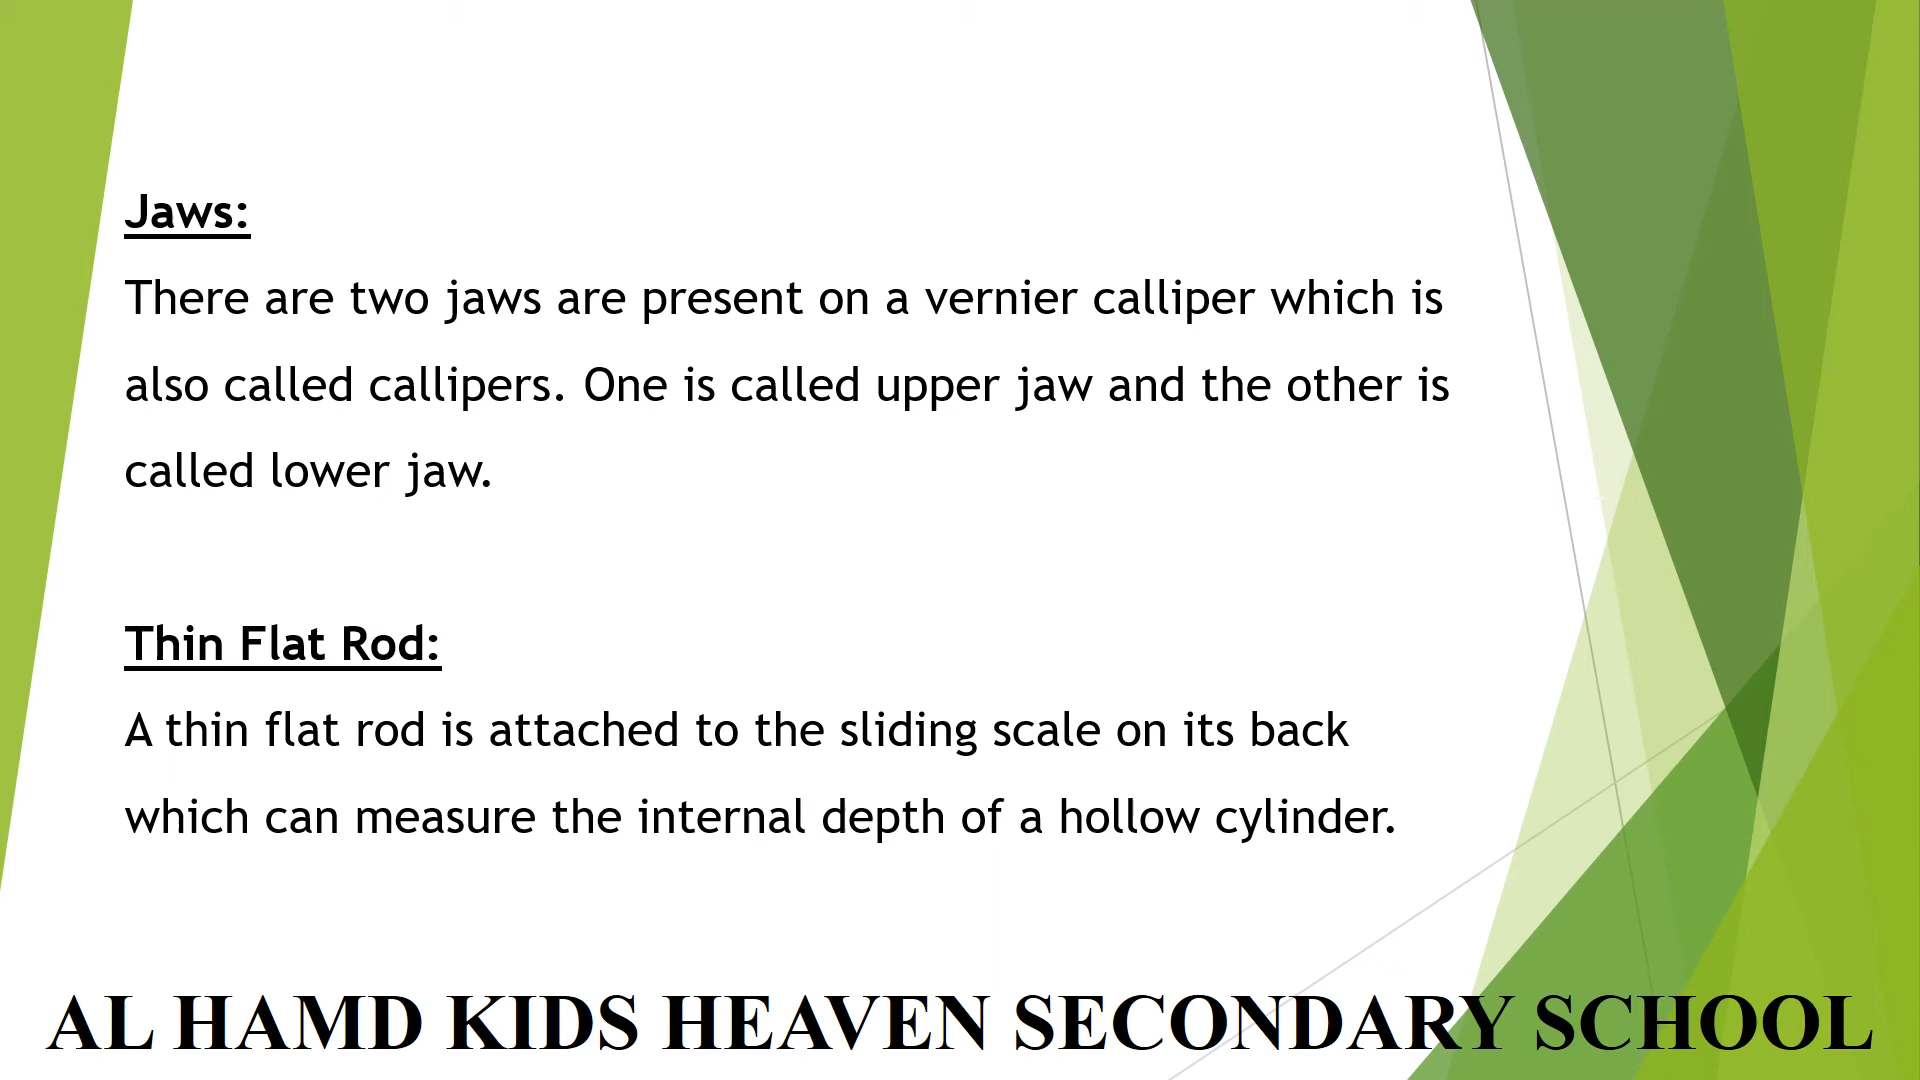 Jaws:
There are two jaws are present on a vernier calliper which is
also called callipers. One is called upper jaw and the other is
called lower jaw.
Thin Flat Rod:
A thin flat rod is attached to the sliding scale on its back
which can measure the internal depth of a hollow cylinder.
AL HAMD KIDS HEAVEN SECONDARY SCHOOL